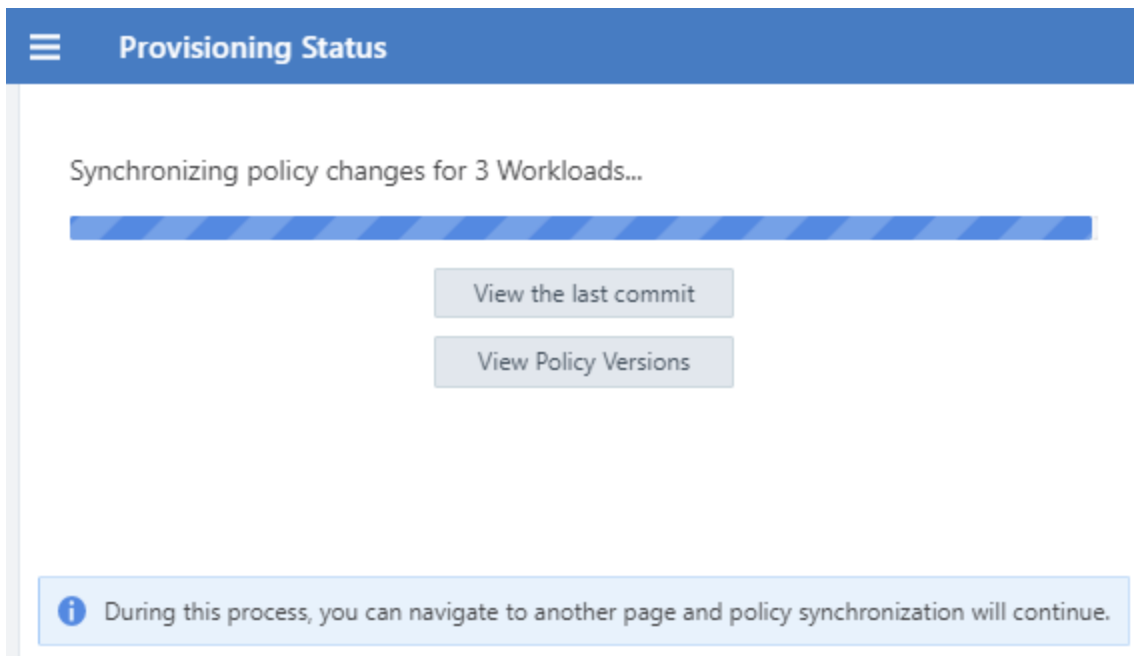 Provisioning Status
Synchronizing policy changes for 3 Workloads...
View the last commit
View Policy Versions
During this process, you can navigate to another page and policy synchronization will continue.